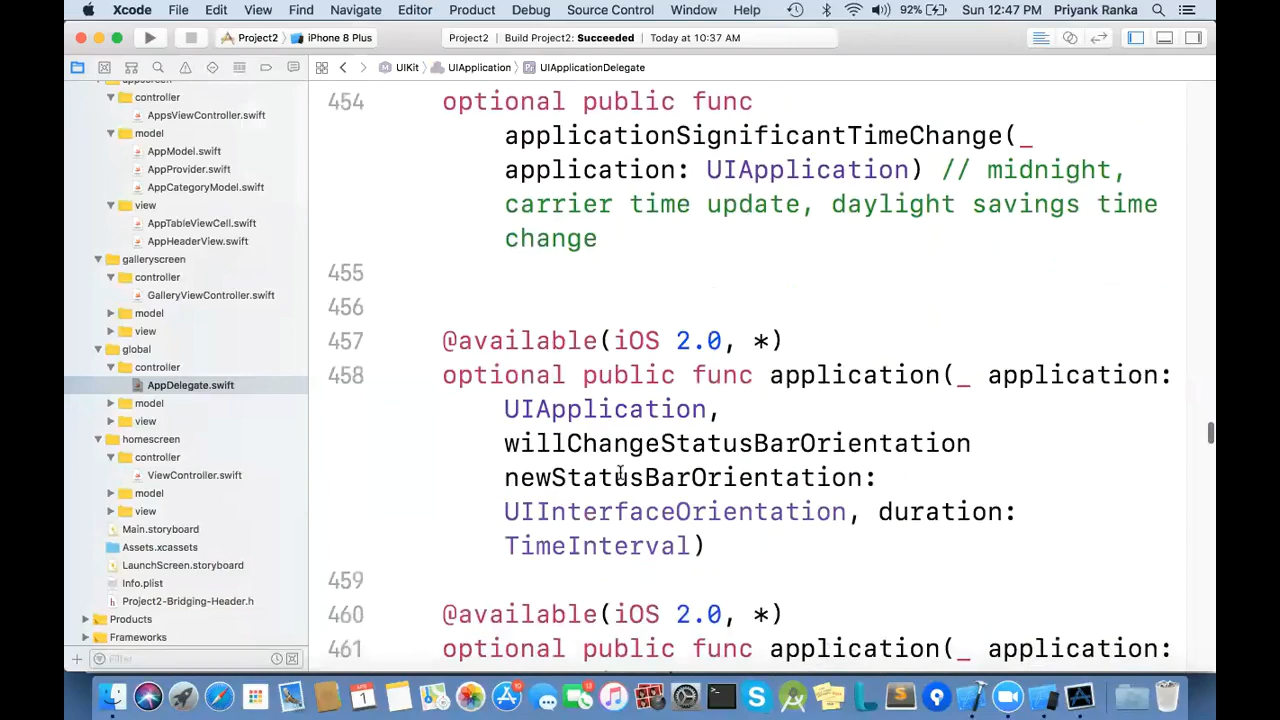 Xcode File Edit View Find Navigate Editor Product Debug Source Control Window Help 92% Sun 12:47 PM Priyank Ranka
Project2 iPhone 8 Plus Project2 Build Project2: Succeeded Today at 10:37 AM
UIKit UIApplication UIApplicationDelegate
appscreen
controller
AppsViewController.swift
model
AppModel.swift
AppProvider.swift
AppCategoryModel.swift
view
AppTableViewCell.swift
AppHeaderView.swift
galleryscreen
controller
GalleryViewController.swift
model
view
global
controller
AppDelegate.swift
model
view
homescreen
controller
ViewController.swift
model
view
Main.storyboard
Assets.xcassets
LaunchScreen.storyboard
Info.plist
h Project2-Bridging-Header.h
Products
Frameworks
Filter
454 optional public func
applicationSignificantTimeChange(_
application: UIApplication) // midnight,
carrier time update, daylight savings time
change
455
456
457 @available(iOS 2.0, *)
458 optional public func application(_ application:
UIApplication,
willChangeStatusBarOrientation
newStatusBarOrientation:
UIInterfaceOrientation, duration:
TimeInterval)
459
460 @available(iOS 2.0, *)
461 optional public func application(_ application: